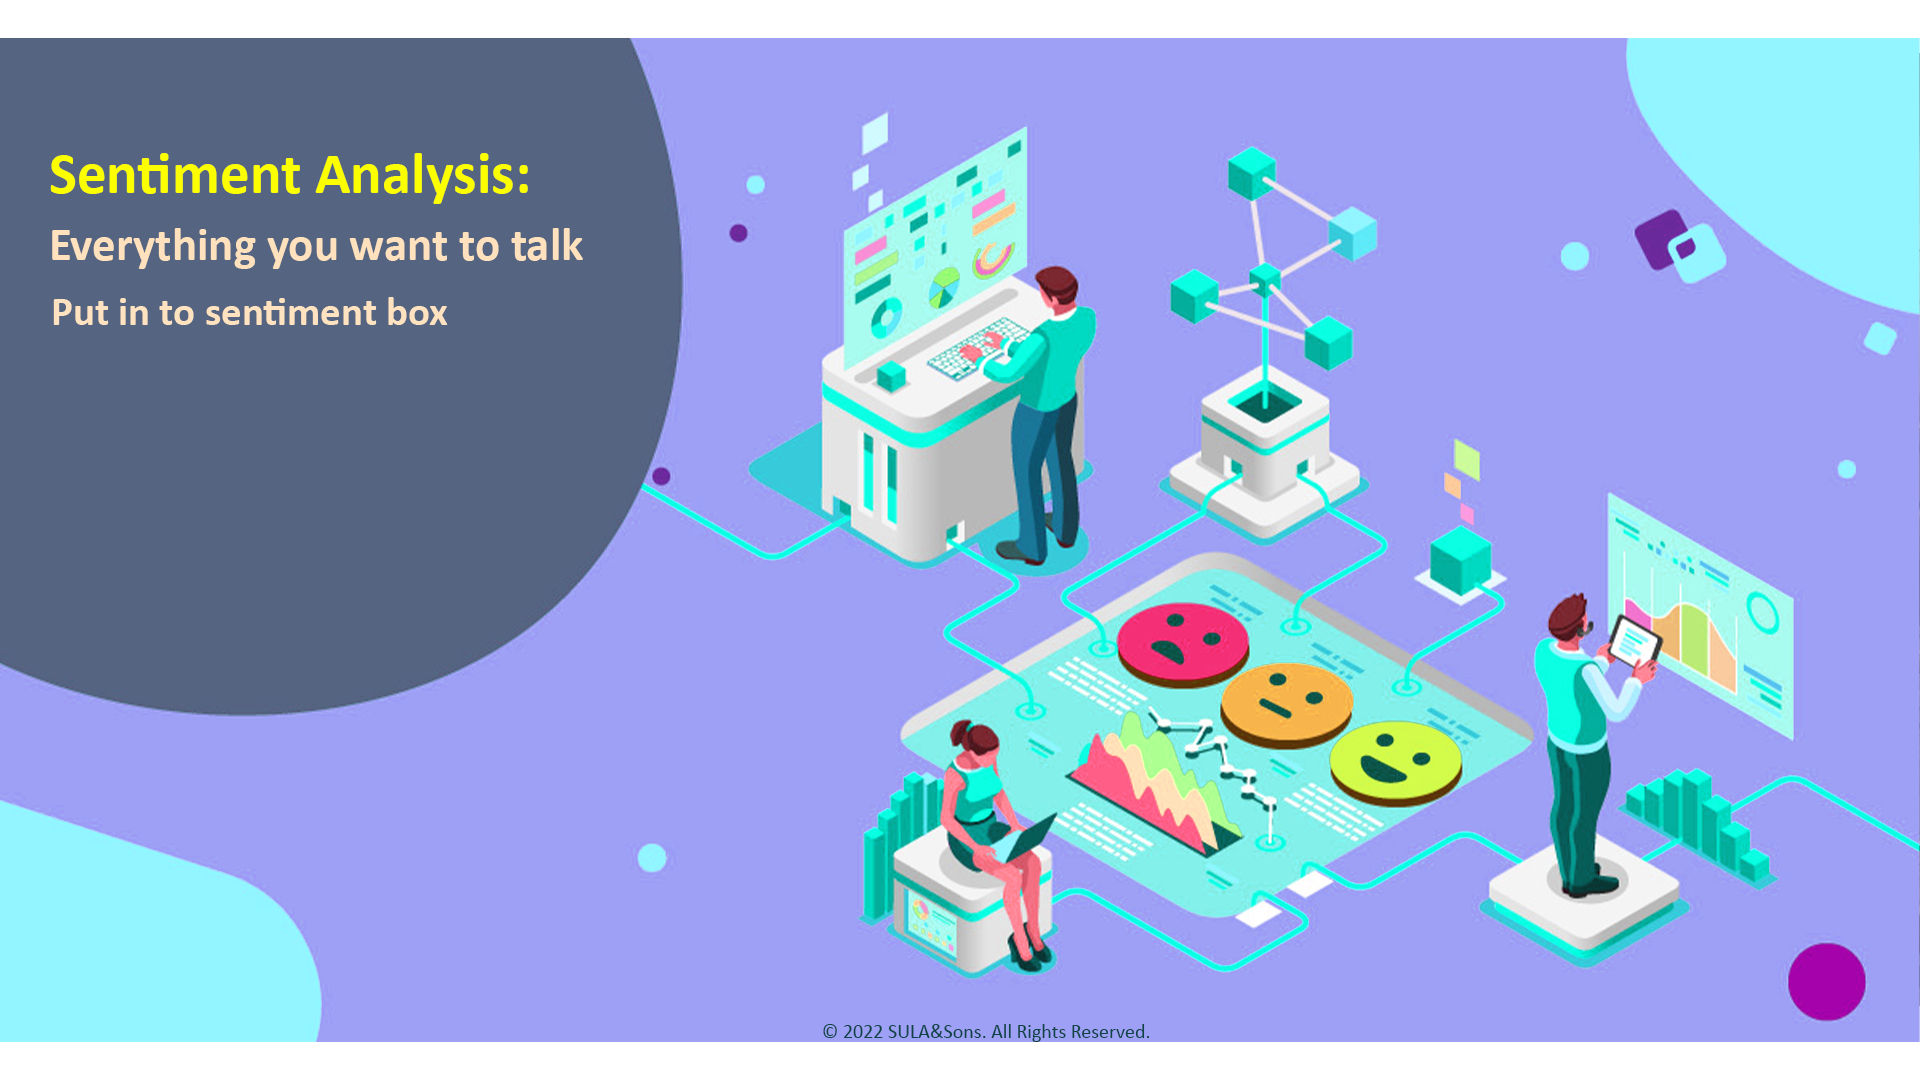 Sentiment Analysis:
Everything you want to talk
Put in to sentiment box
© 2022 SULA&Sons. All Rights Reserved.